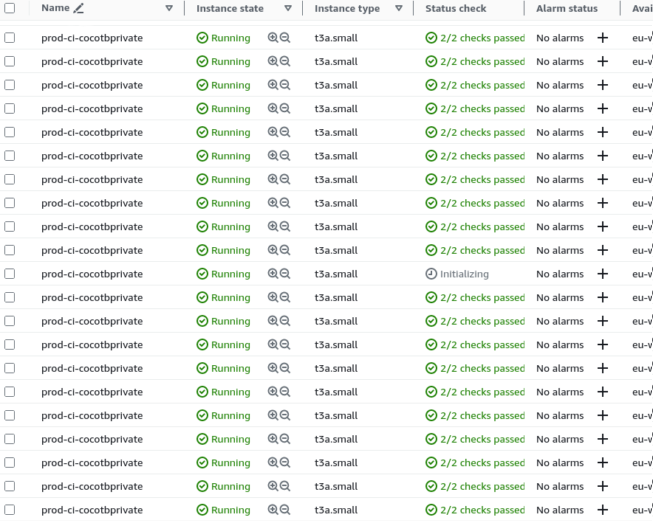 Name Instance state Instance type Status check Alarm status Avai
prod-ci-cocotbprivate Running t3a.small 2/2 checks passed No alarms eu-w
prod-ci-cocotbprivate Running t3a.small 2/2 checks passed No alarms eu-w
prod-ci-cocotbprivate Running t3a.small 2/2 checks passed No alarms eu-w
prod-ci-cocotbprivate Running t3a.small 2/2 checks passed No alarms eu-w
prod-ci-cocotbprivate Running t3a.small 2/2 checks passed No alarms eu-w
prod-ci-cocotbprivate Running t3a.small 2/2 checks passed No alarms eu-w
prod-ci-cocotbprivate Running t3a.small 2/2 checks passed No alarms eu-w
prod-ci-cocotbprivate Running t3a.small 2/2 checks passed No alarms eu-w
prod-ci-cocotbprivate Running t3a.small 2/2 checks passed No alarms eu-w
prod-ci-cocotbprivate Running t3a.small 2/2 checks passed No alarms eu-w
prod-ci-cocotbprivate Running t3a.small Initializing No alarms eu-w
prod-ci-cocotbprivate Running t3a.small 2/2 checks passed No alarms eu-w
prod-ci-cocotbprivate Running t3a.small 2/2 checks passed No alarms eu-w
prod-ci-cocotbprivate Running t3a.small 2/2 checks passed No alarms eu-w
prod-ci-cocotbprivate Running t3a.small 2/2 checks passed No alarms eu-w
prod-ci-cocotbprivate Running t3a.small 2/2 checks passed No alarms eu-w
prod-ci-cocotbprivate Running t3a.small 2/2 checks passed No alarms eu-w
prod-ci-cocotbprivate Running t3a.small 2/2 checks passed No alarms eu-w
prod-ci-cocotbprivate Running t3a.small 2/2 checks passed No alarms eu-w
prod-ci-cocotbprivate Running t3a.small 2/2 checks passed No alarms eu-w
prod-ci-cocotbprivate Running t3a.small 2/2 checks passed No alarms eu-w